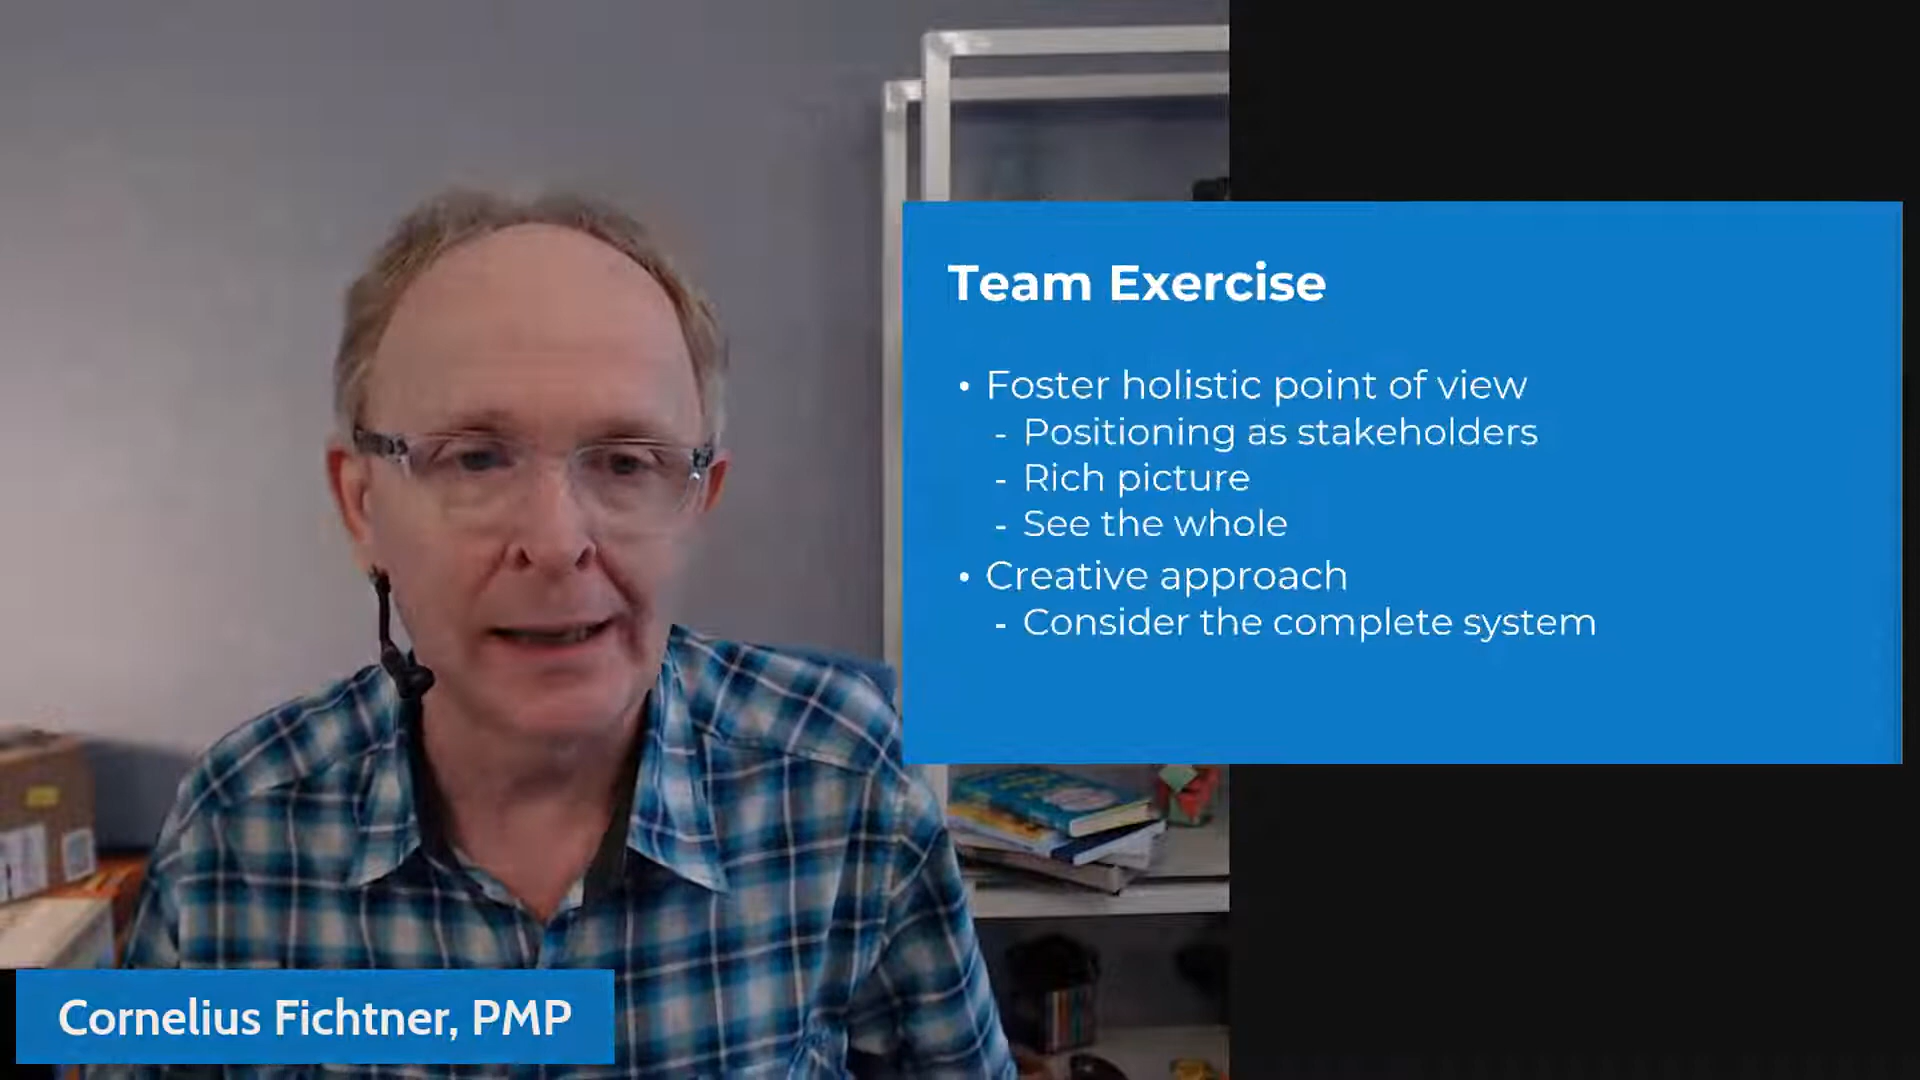 Team Exercise
• Foster holistic point of view
- Positioning as stakeholders
- Rich picture
- See the whole
• Creative approach
- Consider the complete system
Cornelius Fichtner, PMP